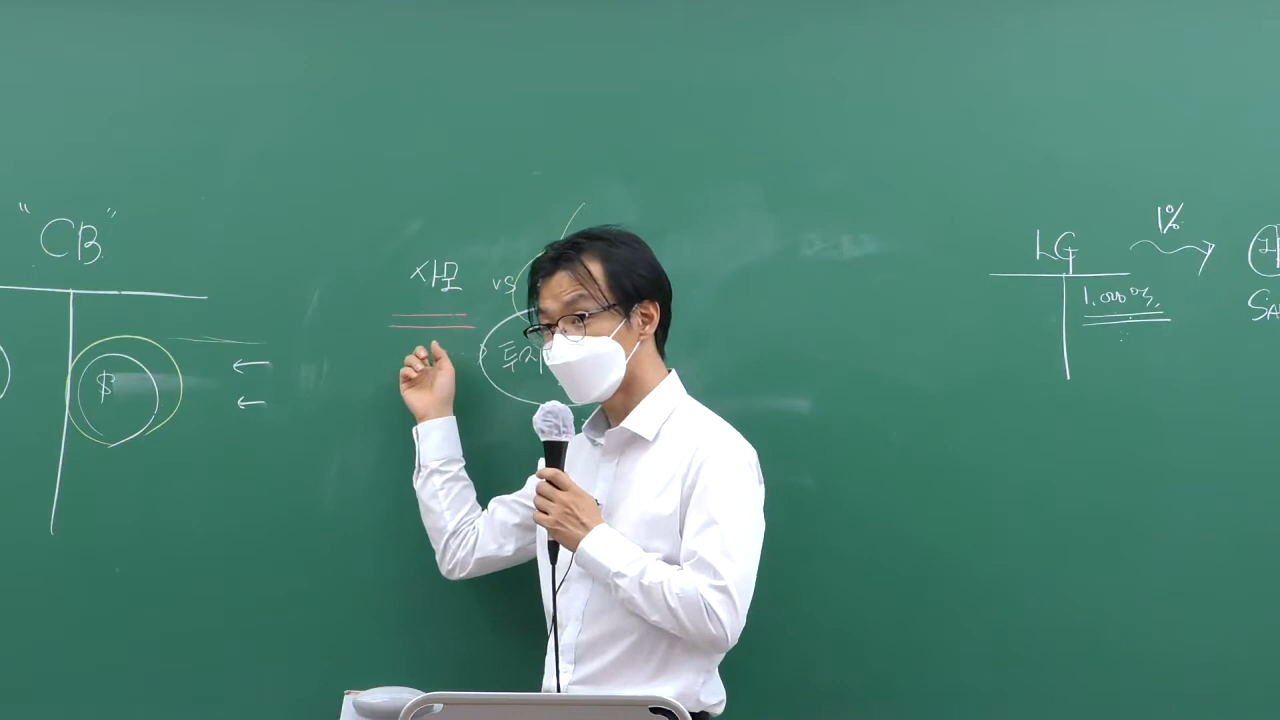 "CB"
$
사모 vs
투자
LG
1%
1,000억
SA